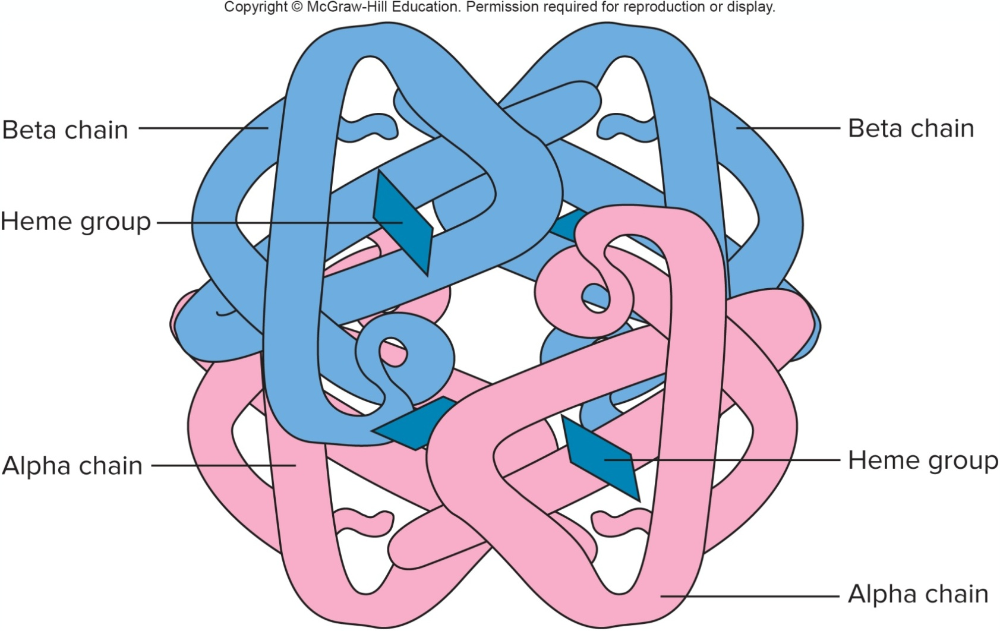 Copyright © McGraw-Hill Education. Permission required for reproduction or display.
Beta chain
Beta chain
Heme group
Alpha chain
Heme group
Alpha chain